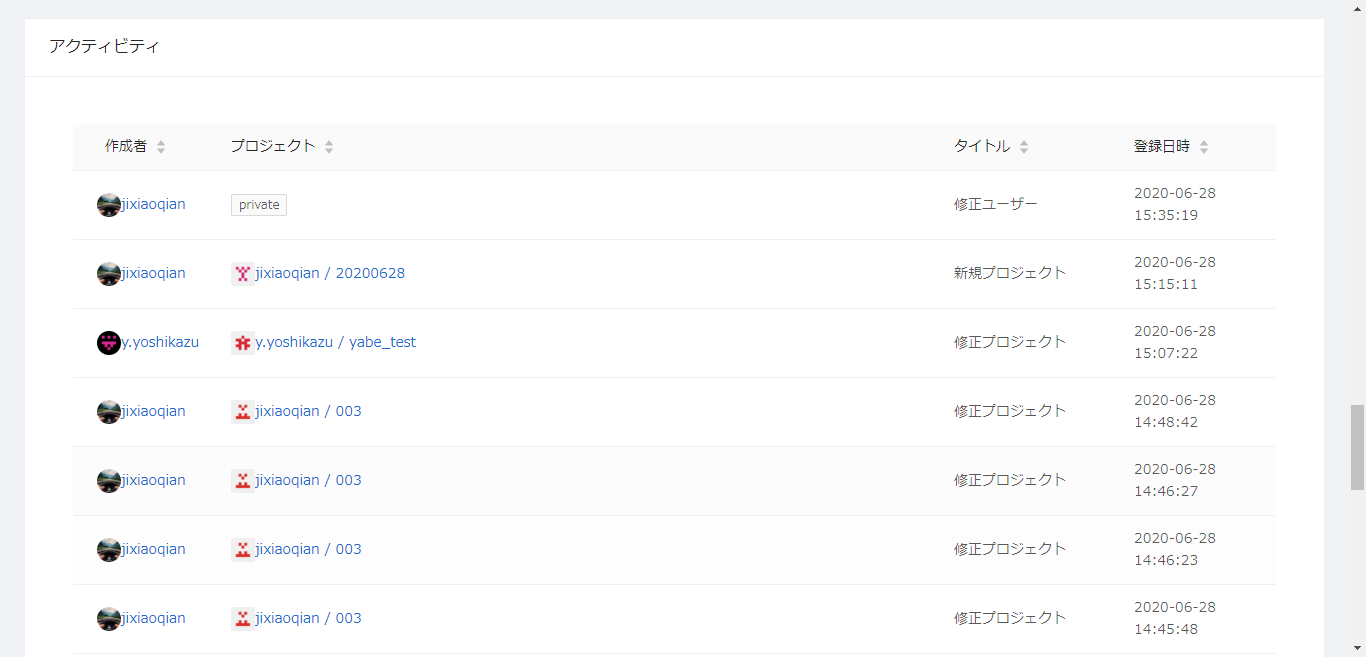 アクティビティ
作成者 プロジェクト タイトル 登録日時
jixiaoqian private 修正ユーザー 2020-06-28
15:35:19
jixiaoqian jixiaoqian / 20200628 新規プロジェクト 2020-06-28
15:15:11
y.yoshikazu y.yoshikazu / yabe_test 修正プロジェクト 2020-06-28
15:07:22
jixiaoqian jixiaoqian / 003 修正プロジェクト 2020-06-28
14:48:42
jixiaoqian jixiaoqian / 003 修正プロジェクト 2020-06-28
14:46:27
jixiaoqian jixiaoqian / 003 修正プロジェクト 2020-06-28
14:46:23
jixiaoqian jixiaoqian / 003 修正プロジェクト 2020-06-28
14:45:48